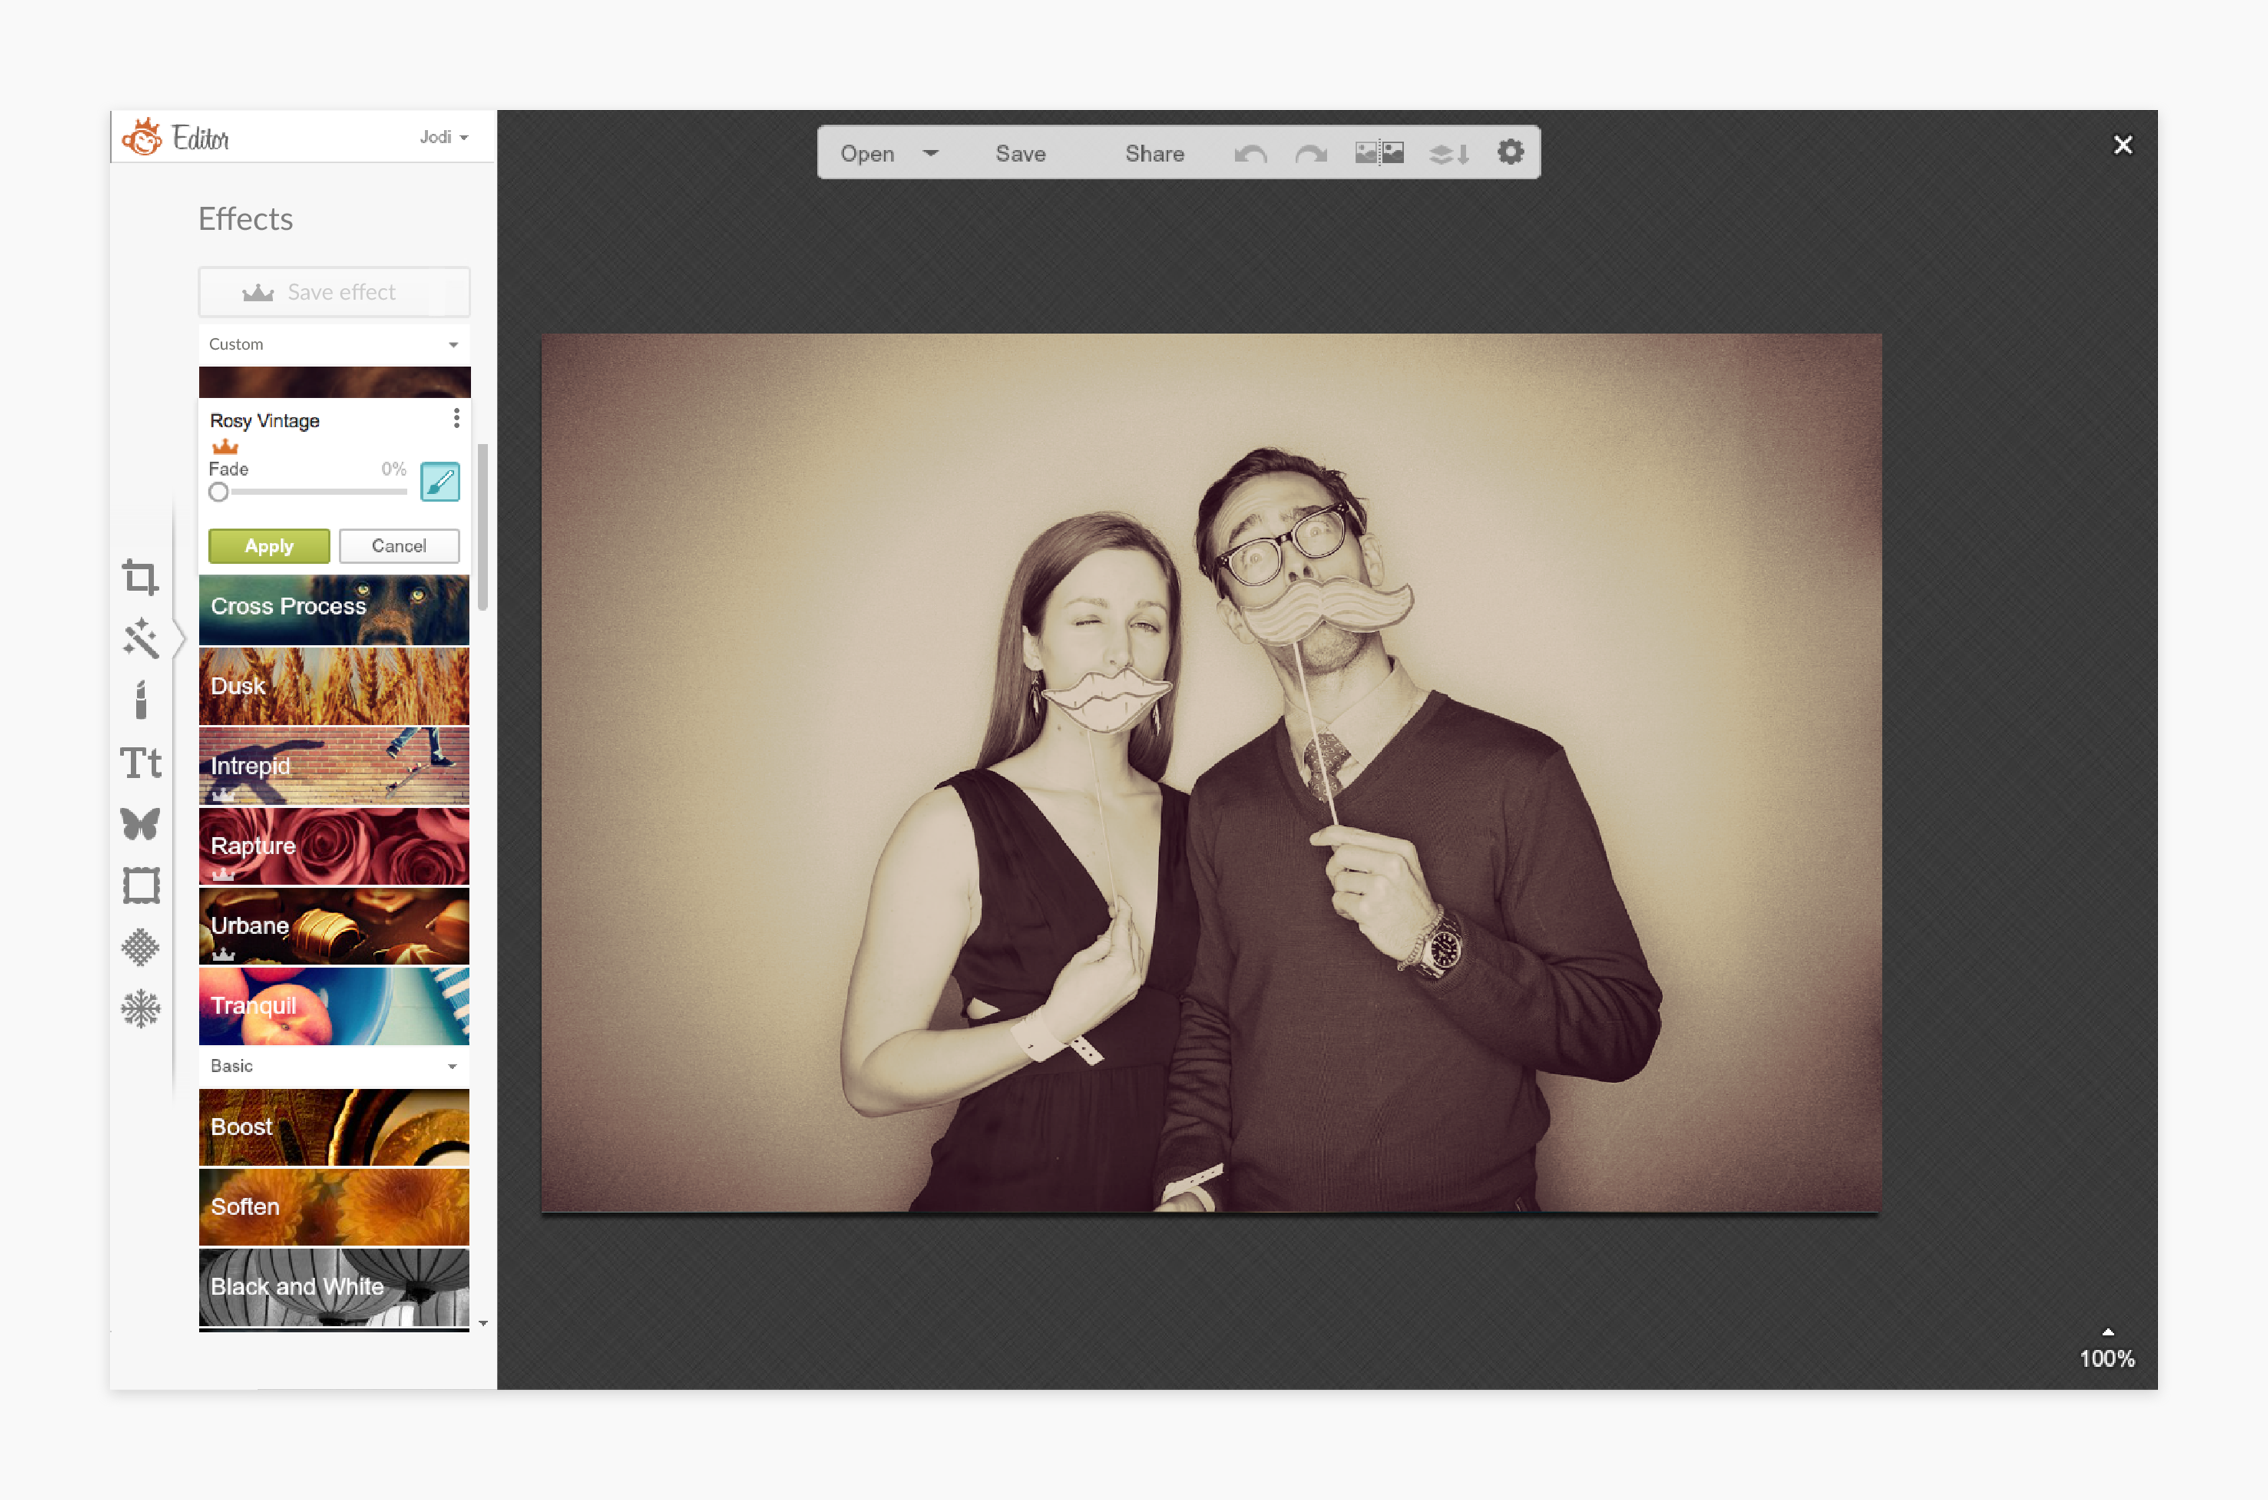 Editor
Jodi
Open
Save
Share
Effects
Save effect
Custom
Rosy Vintage
Fade 0%
Apply
Cancel
Tt
Cross Process
Dusk
Intrepid
Rapture
Urbane
Tranquil
Basic
Boost
Soften
Black and White
100%